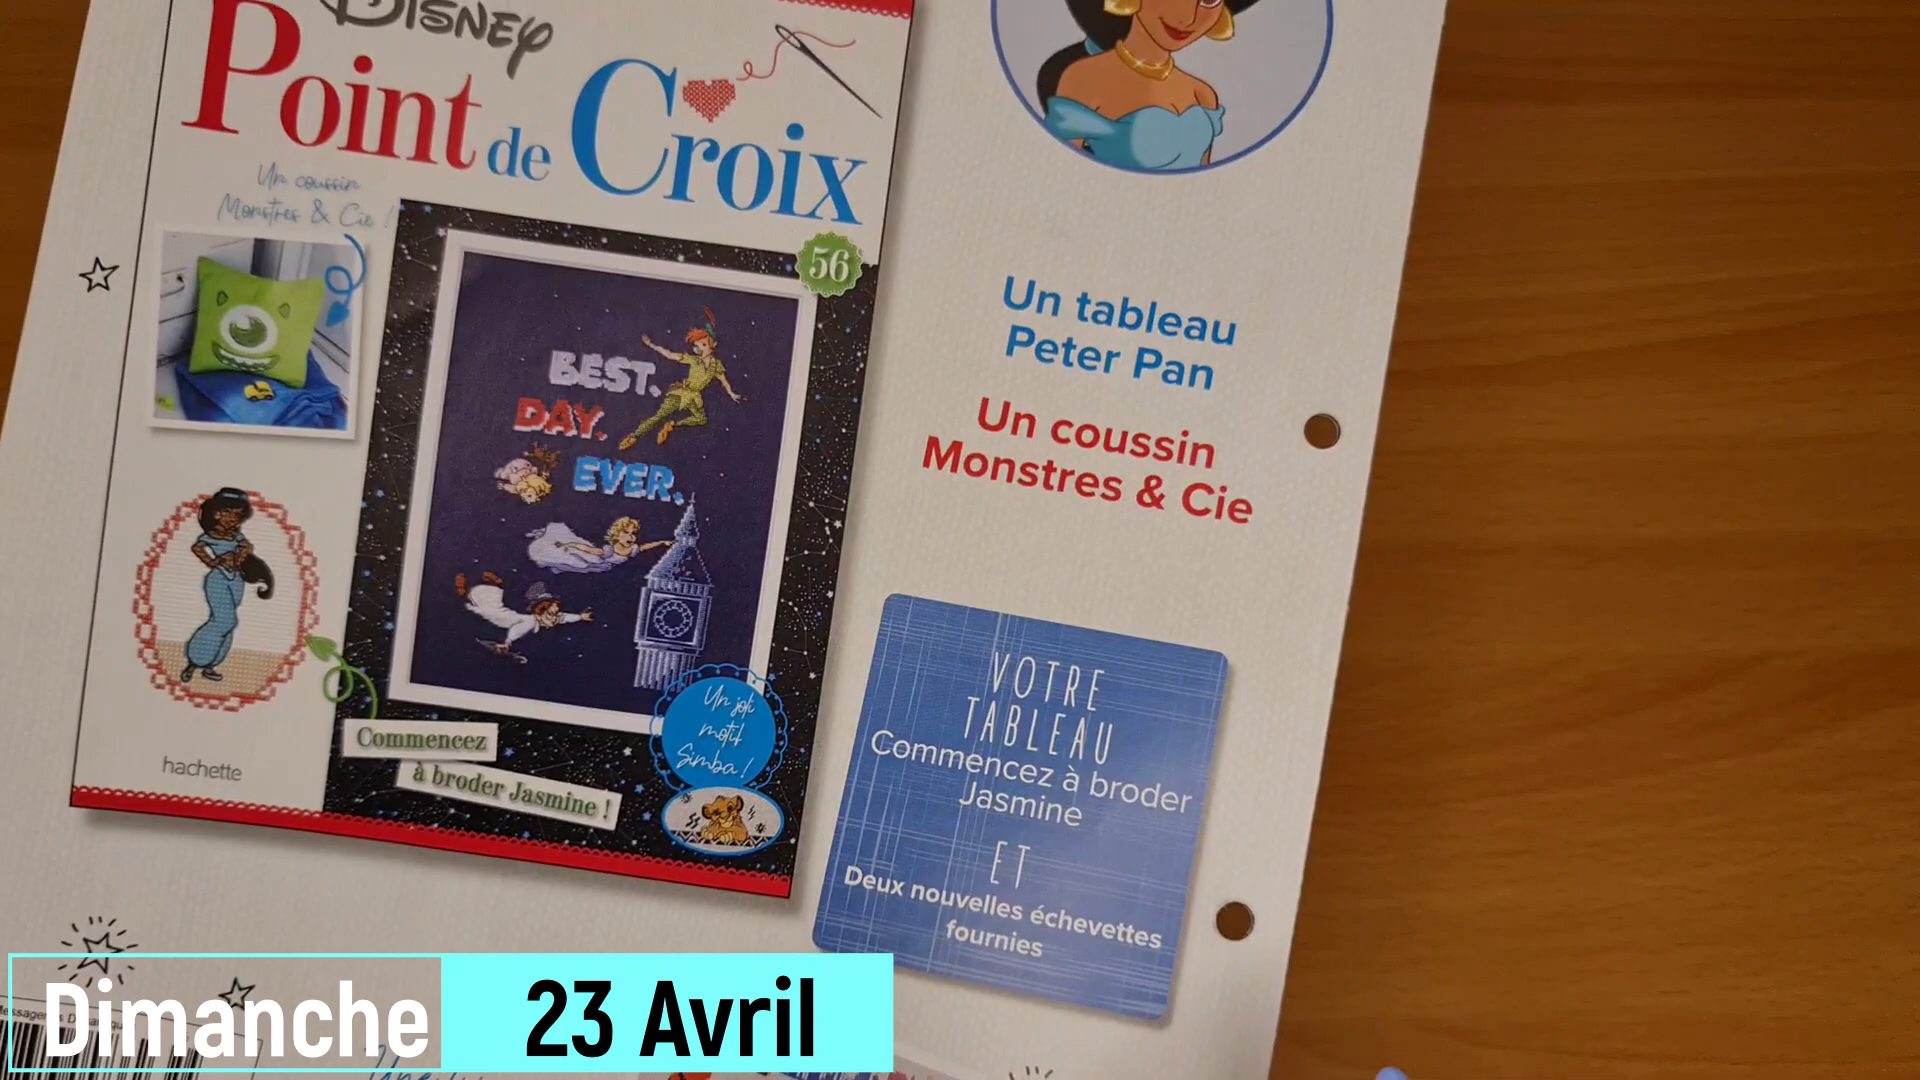 DISNEY
Point de Croix
Un coussin
Monstres & Cie !
56
BEST.
DAY.
EVER.
Un joli
motif
Simba !
Commencez
à broder Jasmine !
hachette
Un tableau
Peter Pan
Un coussin
Monstres & Cie
VOTRE
TABLEAU
Commencez à broder
Jasmine
ET
Deux nouvelles échevettes
fournies
Dimanche 23 Avril